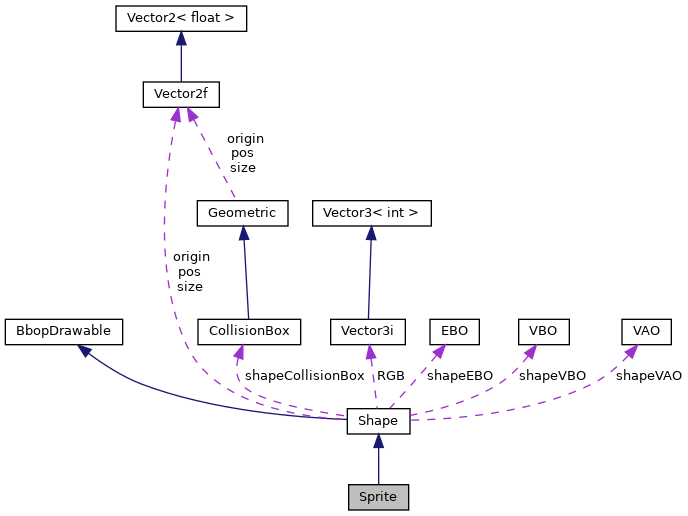 Vector2< float >
Vector2f
origin
pos
size
Geometric
Vector3< int >
origin
pos
size
BbopDrawable
CollisionBox
Vector3i
EBO
VBO
VAO
shapeCollisionBox
RGB
shapeEBO
shapeVBO
shapeVAO
Shape
Sprite